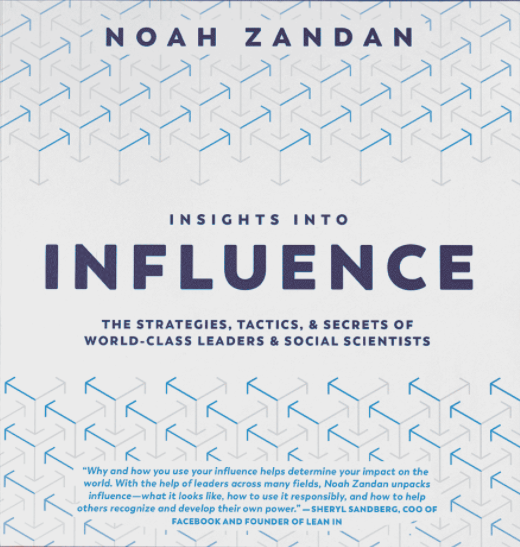 NOAH ZANDAN
INSIGHTS INTO
INFLUENCE
THE STRATEGIES, TACTICS, & SECRETS OF
WORLD-CLASS LEADERS & SOCIAL SCIENTISTS
“Why and how you use your influence helps determine your impact on the
world. With the help of leaders across many fields, Noah Zandan unpacks
influence—what it looks like, how to use it responsibly, and how to help
others recognize and develop their own power.” — SHERYL SANDBERG, COO OF
FACEBOOK AND FOUNDER OF LEAN IN